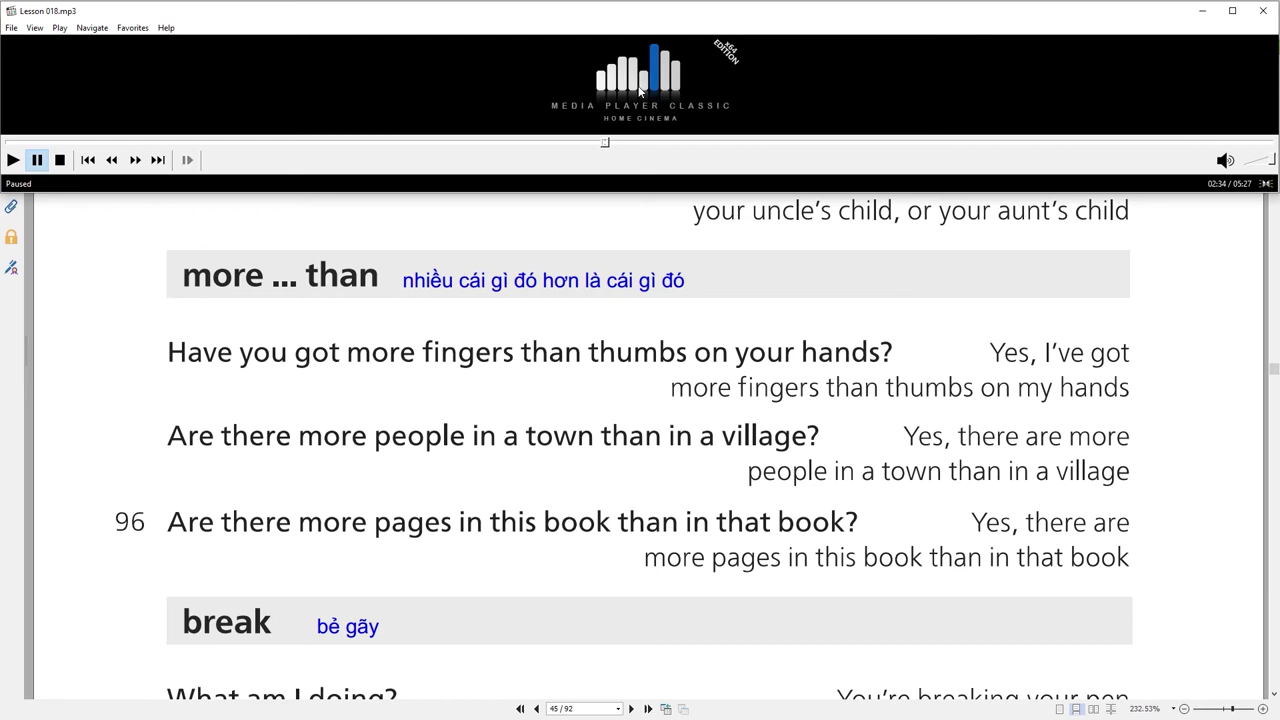 Lesson 018.mp3
File View Play Navigate Favorites Help
x64 EDITION
MEDIA PLAYER CLASSIC
HOME CINEMA
Paused
02:34 / 05:27
your uncle's child, or your aunt's child
more ... than nhiều cái gì đó hơn là cái gì đó
Have you got more fingers than thumbs on your hands? Yes, I've got
more fingers than thumbs on my hands
Are there more people in a town than in a village? Yes, there are more
people in a town than in a village
96 Are there more pages in this book than in that book? Yes, there are
more pages in this book than in that book
break bẻ gãy
What am I doing? You're breaking your pen
45 / 92 232.53%